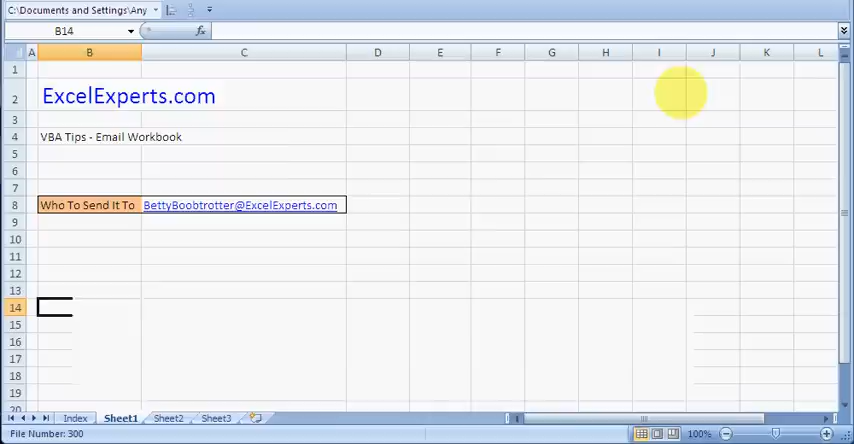 C:\Documents and Settings\Any
B14 fx
A B C D E F G H I J K L
1
2 ExcelExperts.com
3
4 VBA Tips - Email Workbook
5
6
7
8 Who To Send It To BettyBoobtrotter@ExcelExperts.com
9
10
11
12
13
14
15
16
17
18
19
20
Index Sheet1 Sheet2 Sheet3
File Number: 300 100%